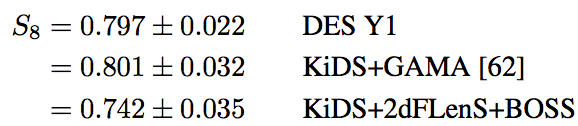 S₈ = 0.797 ± 0.022 DES Y1
= 0.801 ± 0.032 KiDS+GAMA [62]
= 0.742 ± 0.035 KiDS+2dFLenS+BOSS